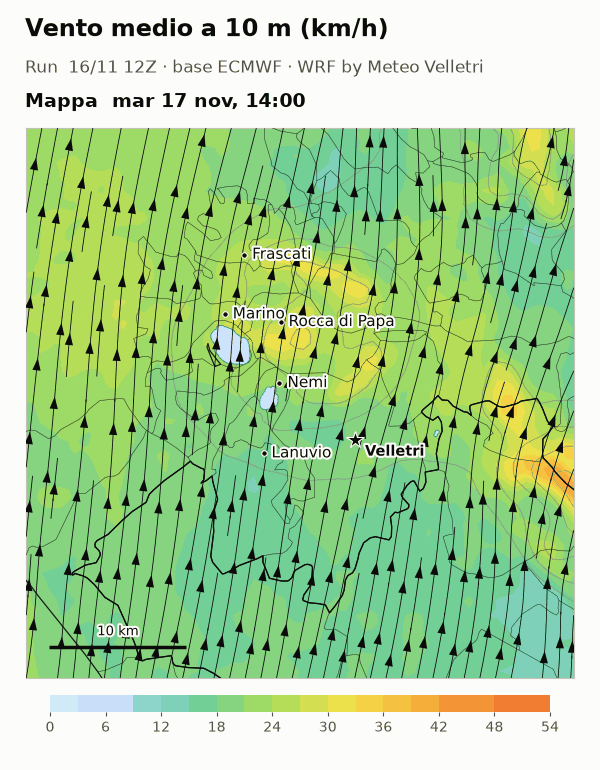 Vento medio a 10 m (km/h)
Run  16/11 12Z · base ECMWF · WRF by Meteo Velletri
Mappa  mar 17 nov, 14:00
Frascati
Marino
Rocca di Papa
Nemi
Velletri
Lanuvio
10 km
0 6 12 18 24 30 36 42 48 54